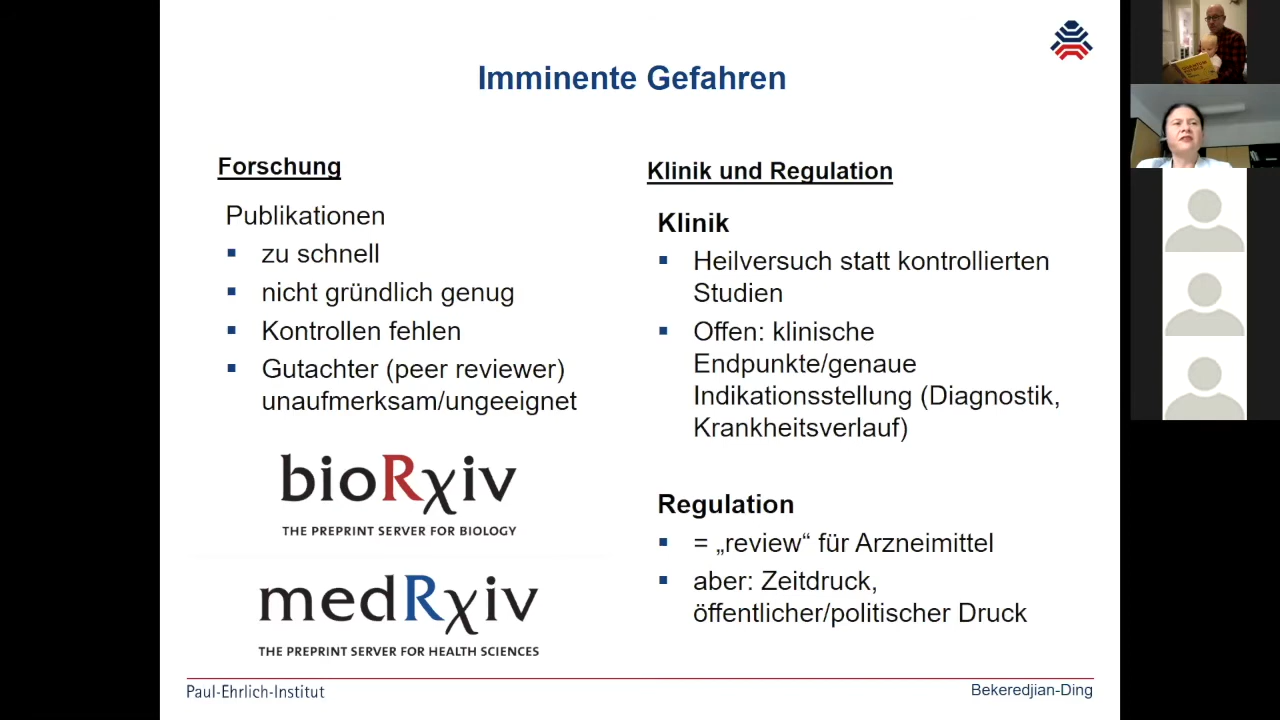 Imminente Gefahren
Forschung
Publikationen
zu schnell
nicht gründlich genug
Kontrollen fehlen
Gutachter (peer reviewer)
unaufmerksam/ungeeignet
bioRχiv
THE PREPRINT SERVER FOR BIOLOGY
medRχiv
THE PREPRINT SERVER FOR HEALTH SCIENCES
Klinik und Regulation
Klinik
Heilversuch statt kontrollierten
Studien
Offen: klinische
Endpunkte/genaue
Indikationsstellung (Diagnostik,
Krankheitsverlauf)
Regulation
= „review“ für Arzneimittel
aber: Zeitdruck,
öffentlicher/politischer Druck
Paul-Ehrlich-Institut
Bekeredjian-Ding